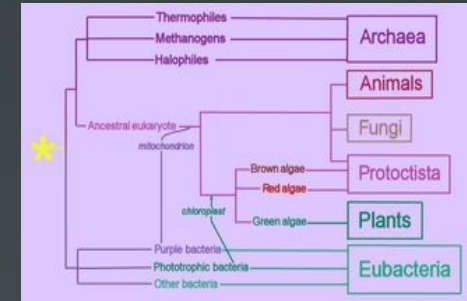 Thermophiles
Methanogens
Halophiles
Archaea
Animals
Ancestral eukaryote
mitochondrion
Fungi
Brown algae
Red algae
Protoctista
chloroplast
Green algae
Plants
Purple bacteria
Phototrophic bacteria
Other bacteria
Eubacteria